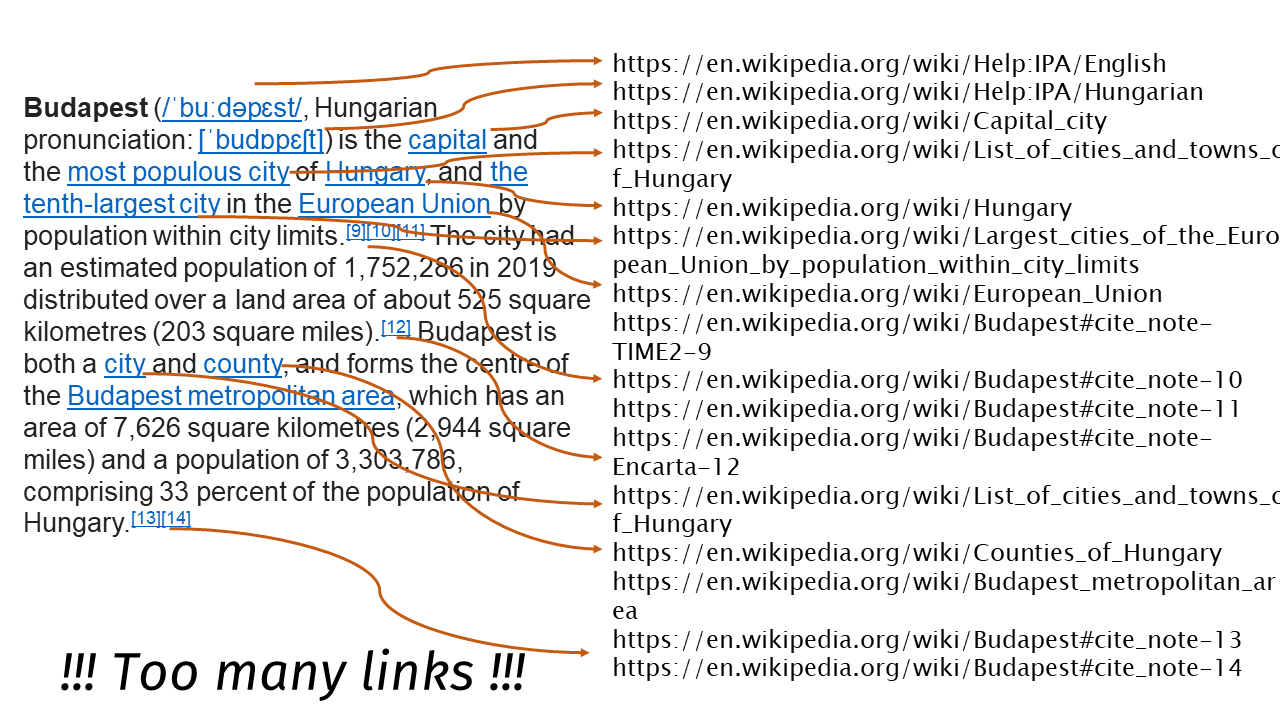 Budapest (/ˈbuːdəpɛst/, Hungarian
pronunciation: [ˈbudɒpɛʃt]) is the capital and
the most populous city of Hungary, and the
tenth-largest city in the European Union by
population within city limits.[9][10][11] The city had
an estimated population of 1,752,286 in 2019
distributed over a land area of about 525 square
kilometres (203 square miles).[12] Budapest is
both a city and county, and forms the centre of
the Budapest metropolitan area, which has an
area of 7,626 square kilometres (2,944 square
miles) and a population of 3,303,786,
comprising 33 percent of the population of
Hungary.[13][14]
!!! Too many links !!!
https://en.wikipedia.org/wiki/Help:IPA/English
https://en.wikipedia.org/wiki/Help:IPA/Hungarian
https://en.wikipedia.org/wiki/Capital_city
https://en.wikipedia.org/wiki/List_of_cities_and_towns_o
f_Hungary
https://en.wikipedia.org/wiki/Hungary
https://en.wikipedia.org/wiki/Largest_cities_of_the_Euro
pean_Union_by_population_within_city_limits
https://en.wikipedia.org/wiki/European_Union
https://en.wikipedia.org/wiki/Budapest#cite_note-
TIME2-9
https://en.wikipedia.org/wiki/Budapest#cite_note-10
https://en.wikipedia.org/wiki/Budapest#cite_note-11
https://en.wikipedia.org/wiki/Budapest#cite_note-
Encarta-12
https://en.wikipedia.org/wiki/List_of_cities_and_towns_o
f_Hungary
https://en.wikipedia.org/wiki/Counties_of_Hungary
https://en.wikipedia.org/wiki/Budapest_metropolitan_ar
ea
https://en.wikipedia.org/wiki/Budapest#cite_note-13
https://en.wikipedia.org/wiki/Budapest#cite_note-14